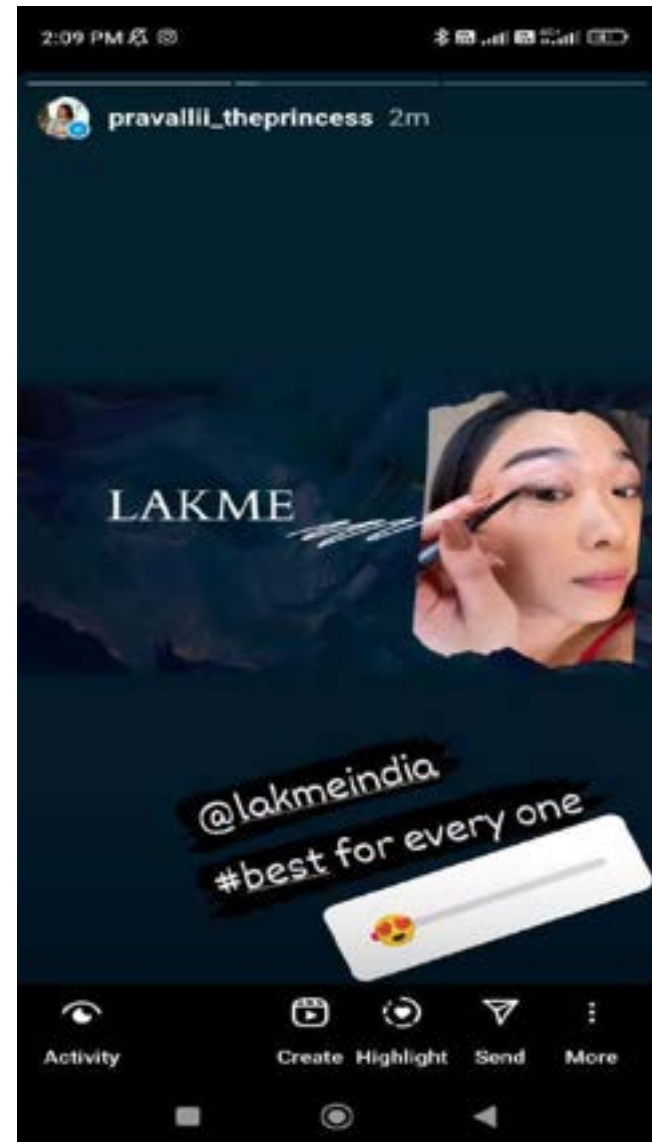 2:09 PM
pravallii_theprincess 2m
LAKME
@lakmeindia
#best for every one
Activity
Create
Highlight
Send
More